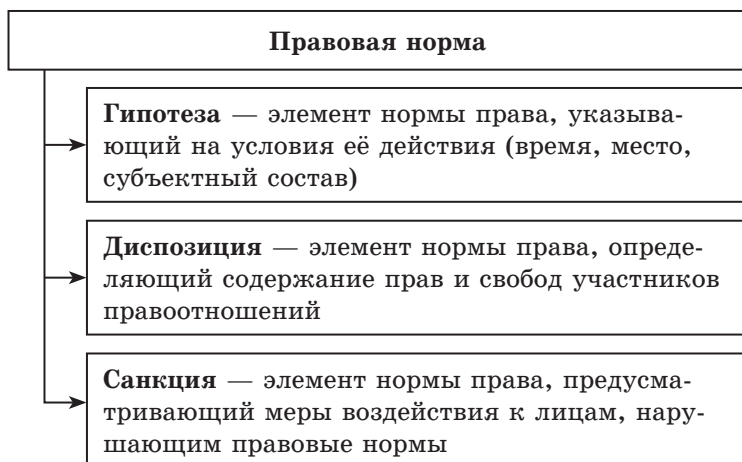 Правовая норма
Гипотеза — элемент нормы права, указыва-
ющий на условия её действия (время, место,
субъектный состав)
Диспозиция — элемент нормы права, опреде-
ляющий содержание прав и свобод участников
правоотношений
Санкция — элемент нормы права, предусма-
тривающий меры воздействия к лицам, нару-
шающим правовые нормы